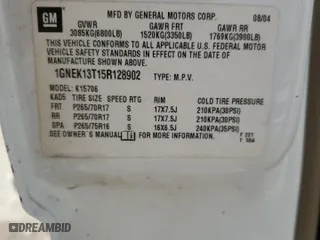 GM
MFD BY GENERAL MOTORS CORP. 08/04
GVWR GAWR FRT GAWR RR
3085KG(6800LB) 1520KG(3350LB) 1769KG(3900LB)
THIS VEHICLE CONFORMS TO ALL APPLICABLE U.S. FEDERAL MOTOR VEHICLE SAFETY STANDARDS IN EFFECT ON THE DATE OF MANUFACTURE SHOWN ABOVE.
1GNEK13T15R128902 TYPE: M.P.V.
MODEL: K15706
TIRE SIZE SPEED RTG RIM COLD TIRE PRESSURE
FRT P265/70R17 S 17X7.5J 210KPA(30PSI)
RR P265/70R17 S 17X7.5J 210KPA(30PSI)
SPA P265/75R16 S 16X6.5J 240KPA(35PSI)
SEE OWNER'S MANUAL FOR MORE INFORMATION.
AutoHelperBot.com